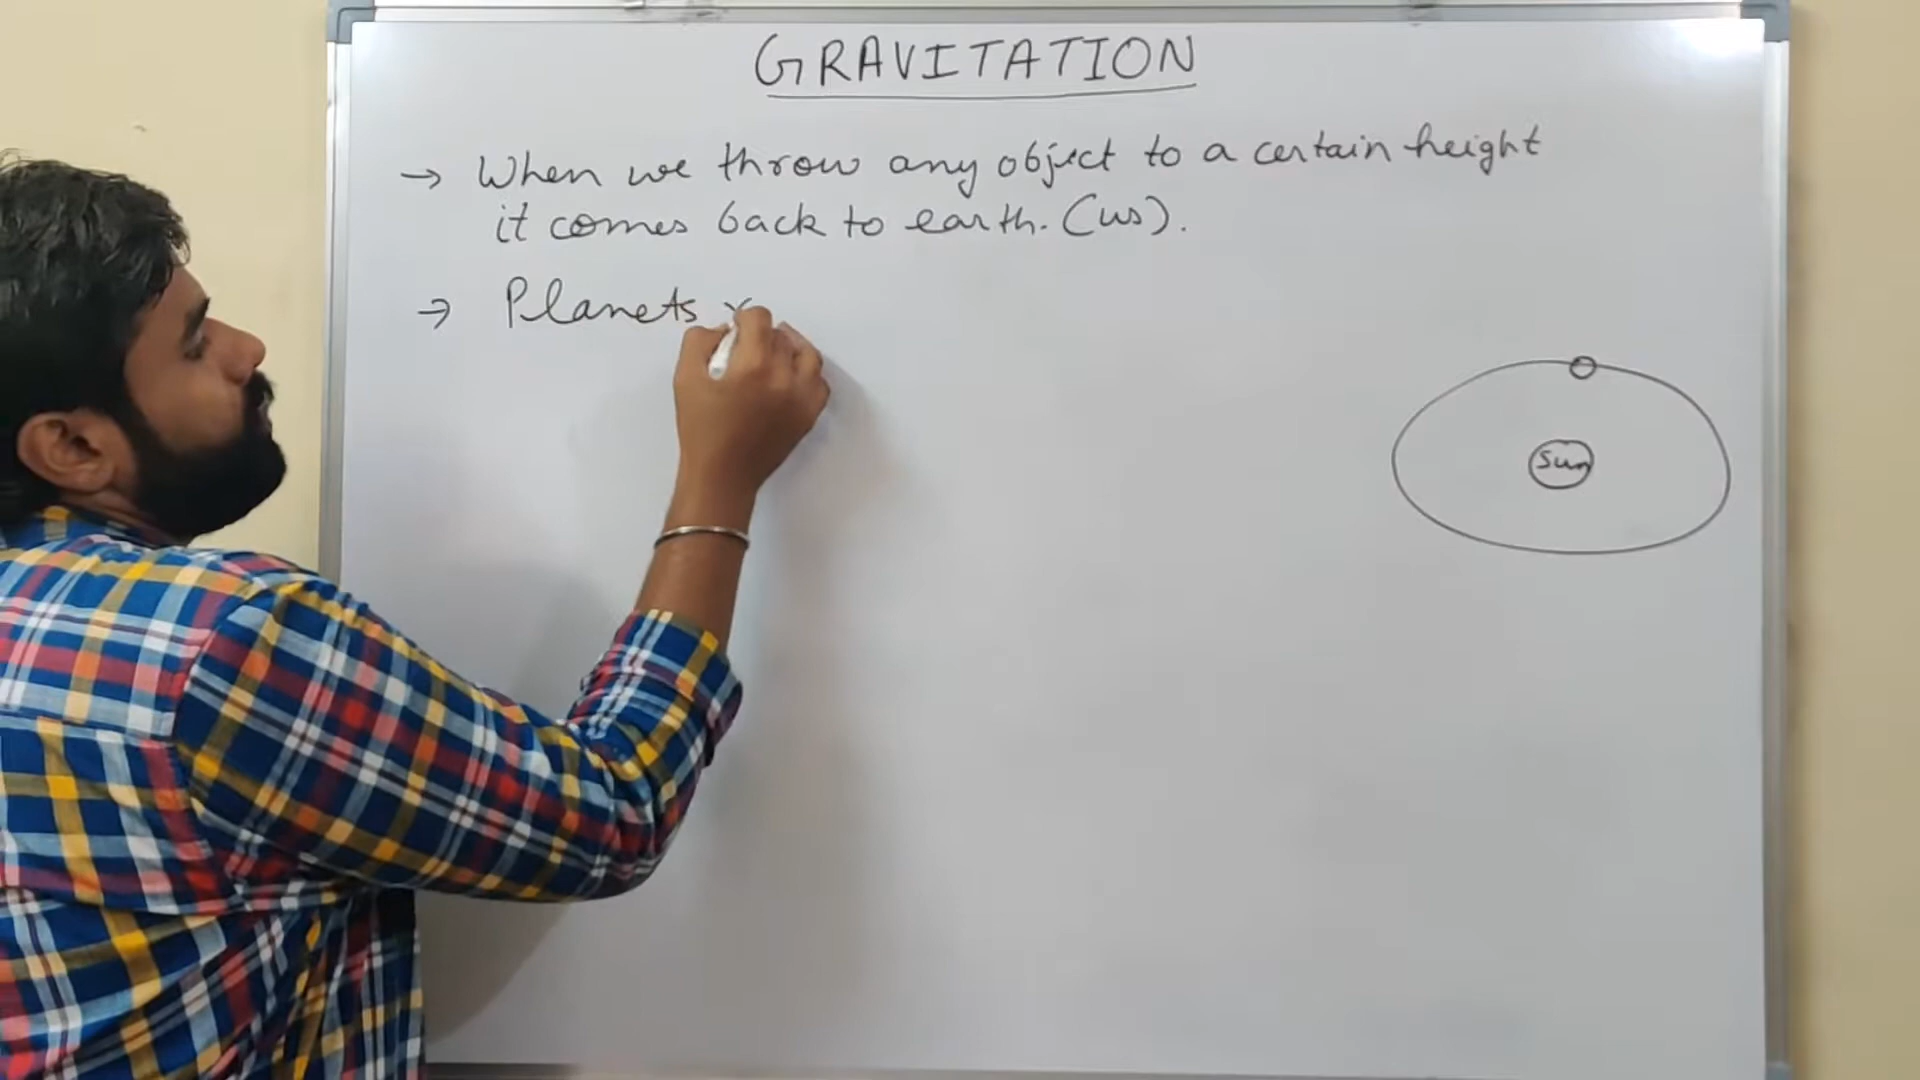 GRAVITATION
→ When we throw any object to a certain height
it comes back to earth. (us).
→ Planets
Sun